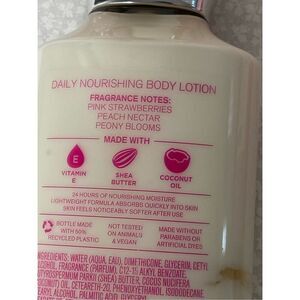 DAILY NOURISHING BODY LOTION
FRAGRANCE NOTES:
PINK STRAWBERRIES
PEACH NECTAR
PEONY BLOOMS
MADE WITH
E
VITAMIN E
SHEA BUTTER
COCONUT OIL
24 HOURS OF NOURISHING MOISTURE
LIGHTWEIGHT FORMULA ABSORBS QUICKLY INTO SKIN
SKIN FEELS NOTICEABLY SOFTER AFTER USE
BOTTLE MADE WITH 50% RECYCLED PLASTIC
NOT TESTED ON ANIMALS & VEGAN
MADE WITHOUT PARABENS OR ARTIFICIAL DYES
INGREDIENTS: WATER (AQUA, EAU), DIMETHICONE, GLYCERIN, CETYL
ALCOHOL, FRAGRANCE (PARFUM), C12-15 ALKYL BENZOATE,
BUTYROSPERMUM PARKII (SHEA) BUTTER, COCOS NUCIFERA
(COCONUT) OIL, CETEARETH-20, PHENOXYETHANOL, ISODODECANE,
ALCOHOL, PALMITIC ACID, GLYCERYL